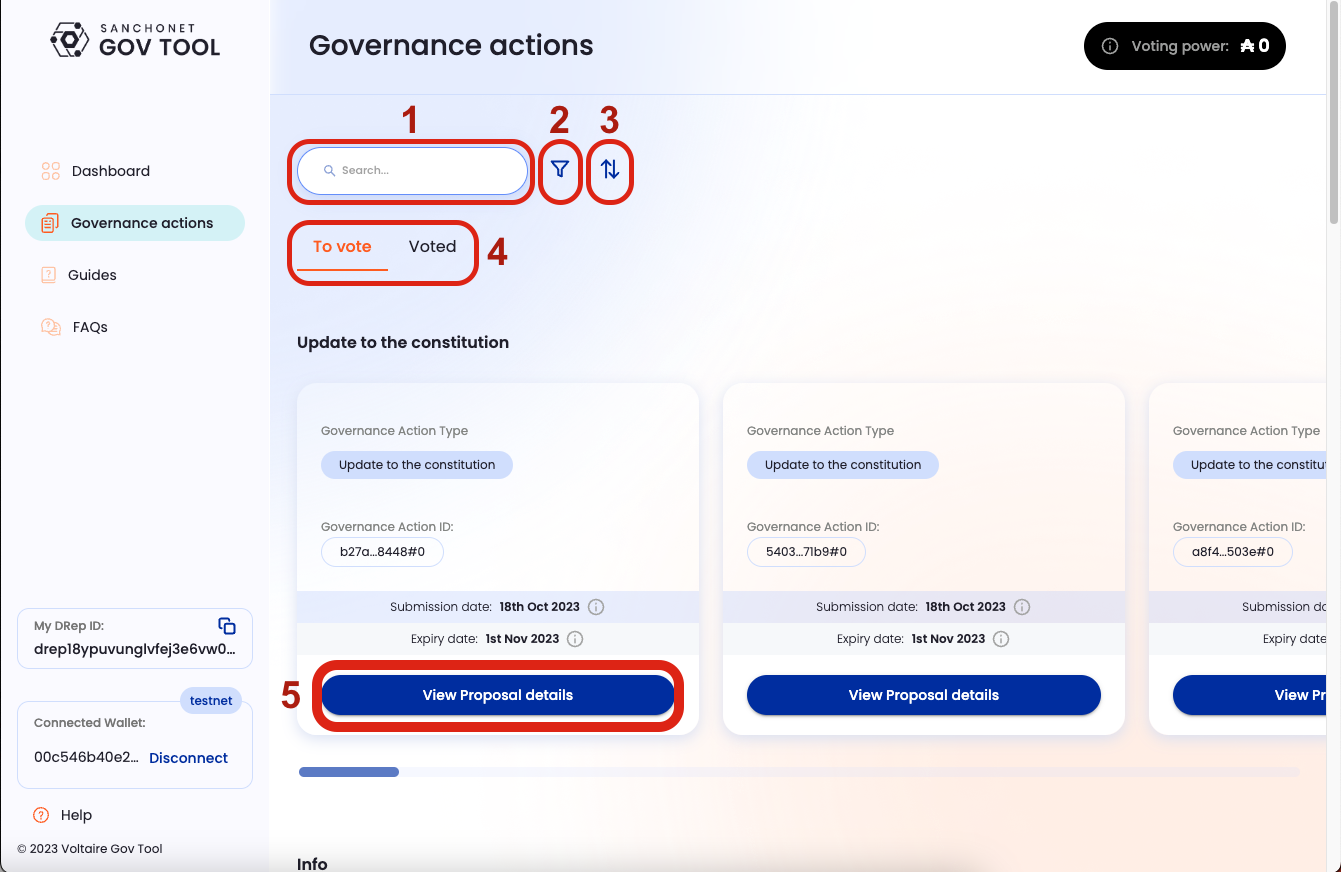 SANCHONET
GOV TOOL
Dashboard
Governance actions
Guides
FAQs
My DRep ID:
drep18ypuvunglvfej3e6vw0...
testnet
Connected Wallet:
00c546b40e2... Disconnect
Help
© 2023 Voltaire Gov Tool
Governance actions
Voting power: ₳ 0
1 2 3
Search...
To vote Voted 4
Update to the constitution
Governance Action Type
Update to the constitution
Governance Action ID:
b27a...8448#0
Submission date: 18th Oct 2023
Expiry date: 1st Nov 2023
5 View Proposal details
Governance Action Type
Update to the constitution
Governance Action ID:
5403...71b9#0
Submission date: 18th Oct 2023
Expiry date: 1st Nov 2023
View Proposal details
Governance Action Type
Update to the constitu
Governance Action ID:
a8f4...503e#0
Submission da
Expiry date
View Pr
Info